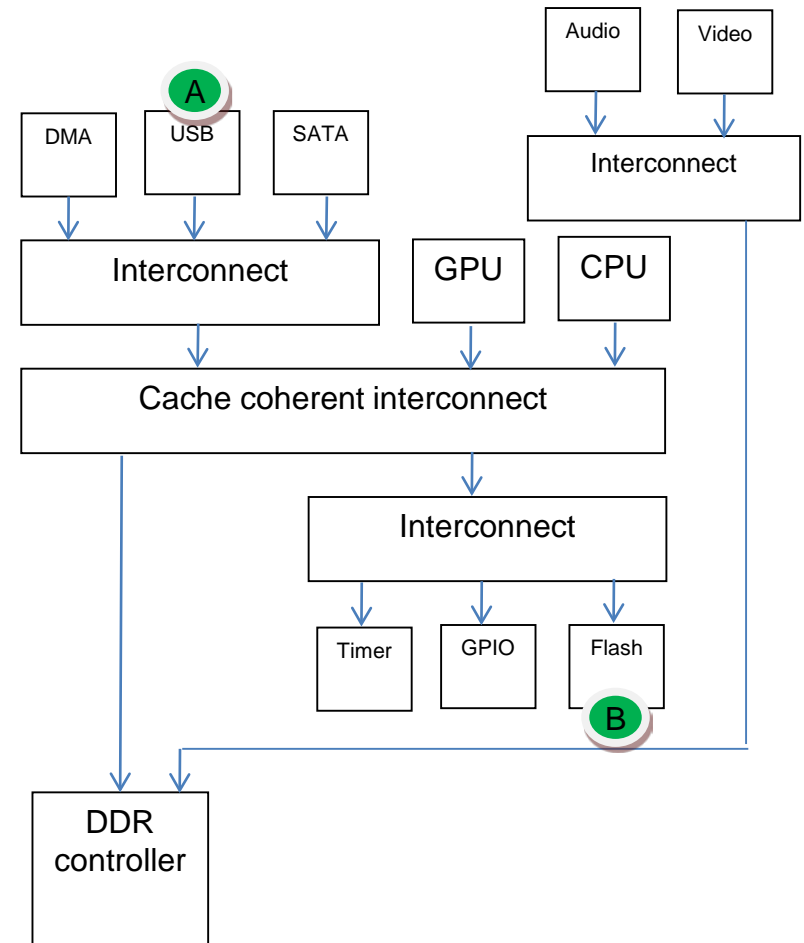 Audio
Video
A
DMA
USB
SATA
Interconnect
Interconnect
GPU
CPU
Cache coherent interconnect
Interconnect
Timer
GPIO
Flash
B
DDR
controller